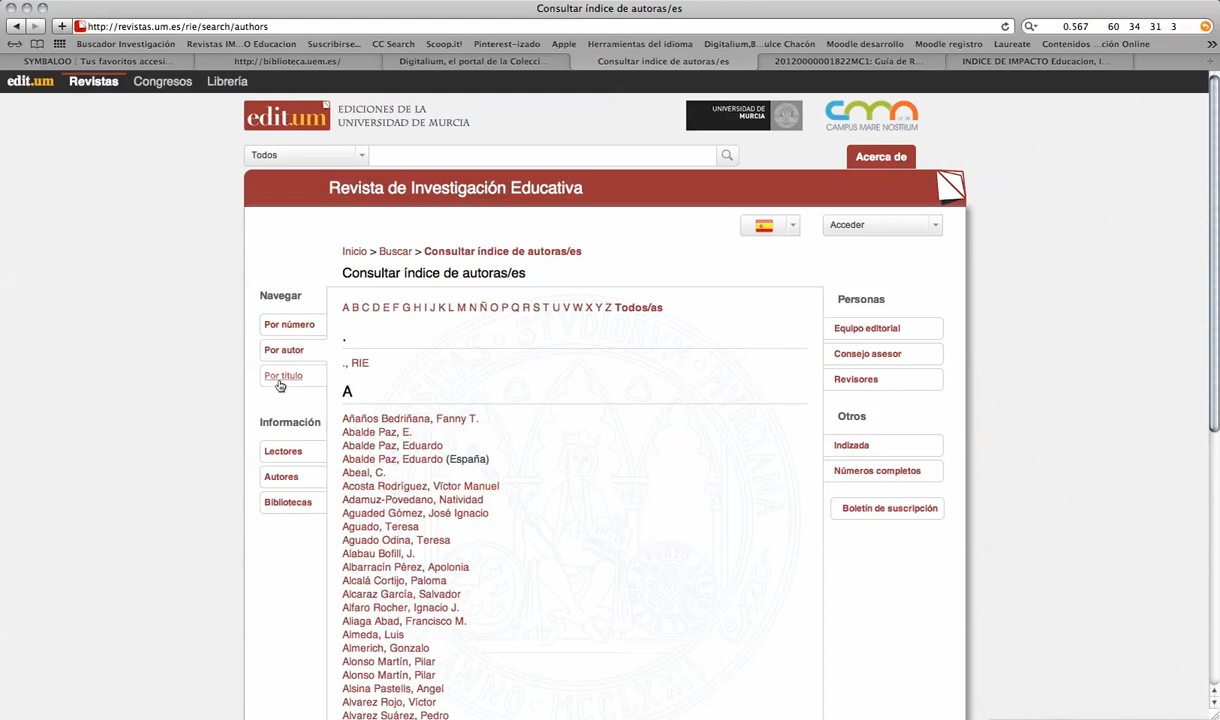 Consultar índice de autoras/es
http://revistas.um.es/rie/search/authors
0.567 60 34 31 3
Buscador Investigación Revistas IM...O Educacion Suscribirse... CC Search Scoop.it! Pinterest-izado Apple Herramientas del idioma Digitalium,B...ulce Chacón Moodle desarrollo Moodle registro Laureate Contenidos ...ción Online
SYMBALOO | Tus favoritos accesi... http://biblioteca.uem.es/ Digitalium, el portal de la Colecci... Consultar índice de autoras/es 20120000001822MC1: Guía de R... INDICE DE IMPACTO Educacion, I...
edit.um Revistas Congresos Librería
edit.um EDICIONES DE LA
UNIVERSIDAD DE MURCIA
UNIVERSIDAD DE
MURCIA
CAMPUS MARE NOSTRUM
Todos
Acerca de
Revista de Investigación Educativa
Acceder
Inicio > Buscar > Consultar índice de autoras/es
Consultar índice de autoras/es
Navegar
Por número
Por autor
Por título
Información
Lectores
Autores
Bibliotecas
A B C D E F G H I J K L M N Ñ O P Q R S T U V W X Y Z Todos/as
.
., RIE
A
Añaños Bedriñana, Fanny T.
Abalde Paz, E.
Abalde Paz, Eduardo
Abalde Paz, Eduardo (España)
Abeal, C.
Acosta Rodríguez, Vîctor Manuel
Adamuz-Povedano, Natividad
Aguaded Gómez, José Ignacio
Aguado, Teresa
Aguado Odina, Teresa
Alabau Bofill, J.
Albarracín Pérez, Apolonia
Alcalá Cortijo, Paloma
Alcaraz García, Salvador
Alfaro Rocher, Ignacio J.
Aliaga Abad, Francisco M.
Almeda, Luis
Almerich, Gonzalo
Alonso Martín, Pilar
Alonso Martín, Pilar
Alsina Pastells, Angel
Alvarez Rojo, Víctor
Alvarez Suárez, Pedro
Personas
Equipo editorial
Consejo asesor
Revisores
Otros
Indizada
Números completos
Boletín de suscripción